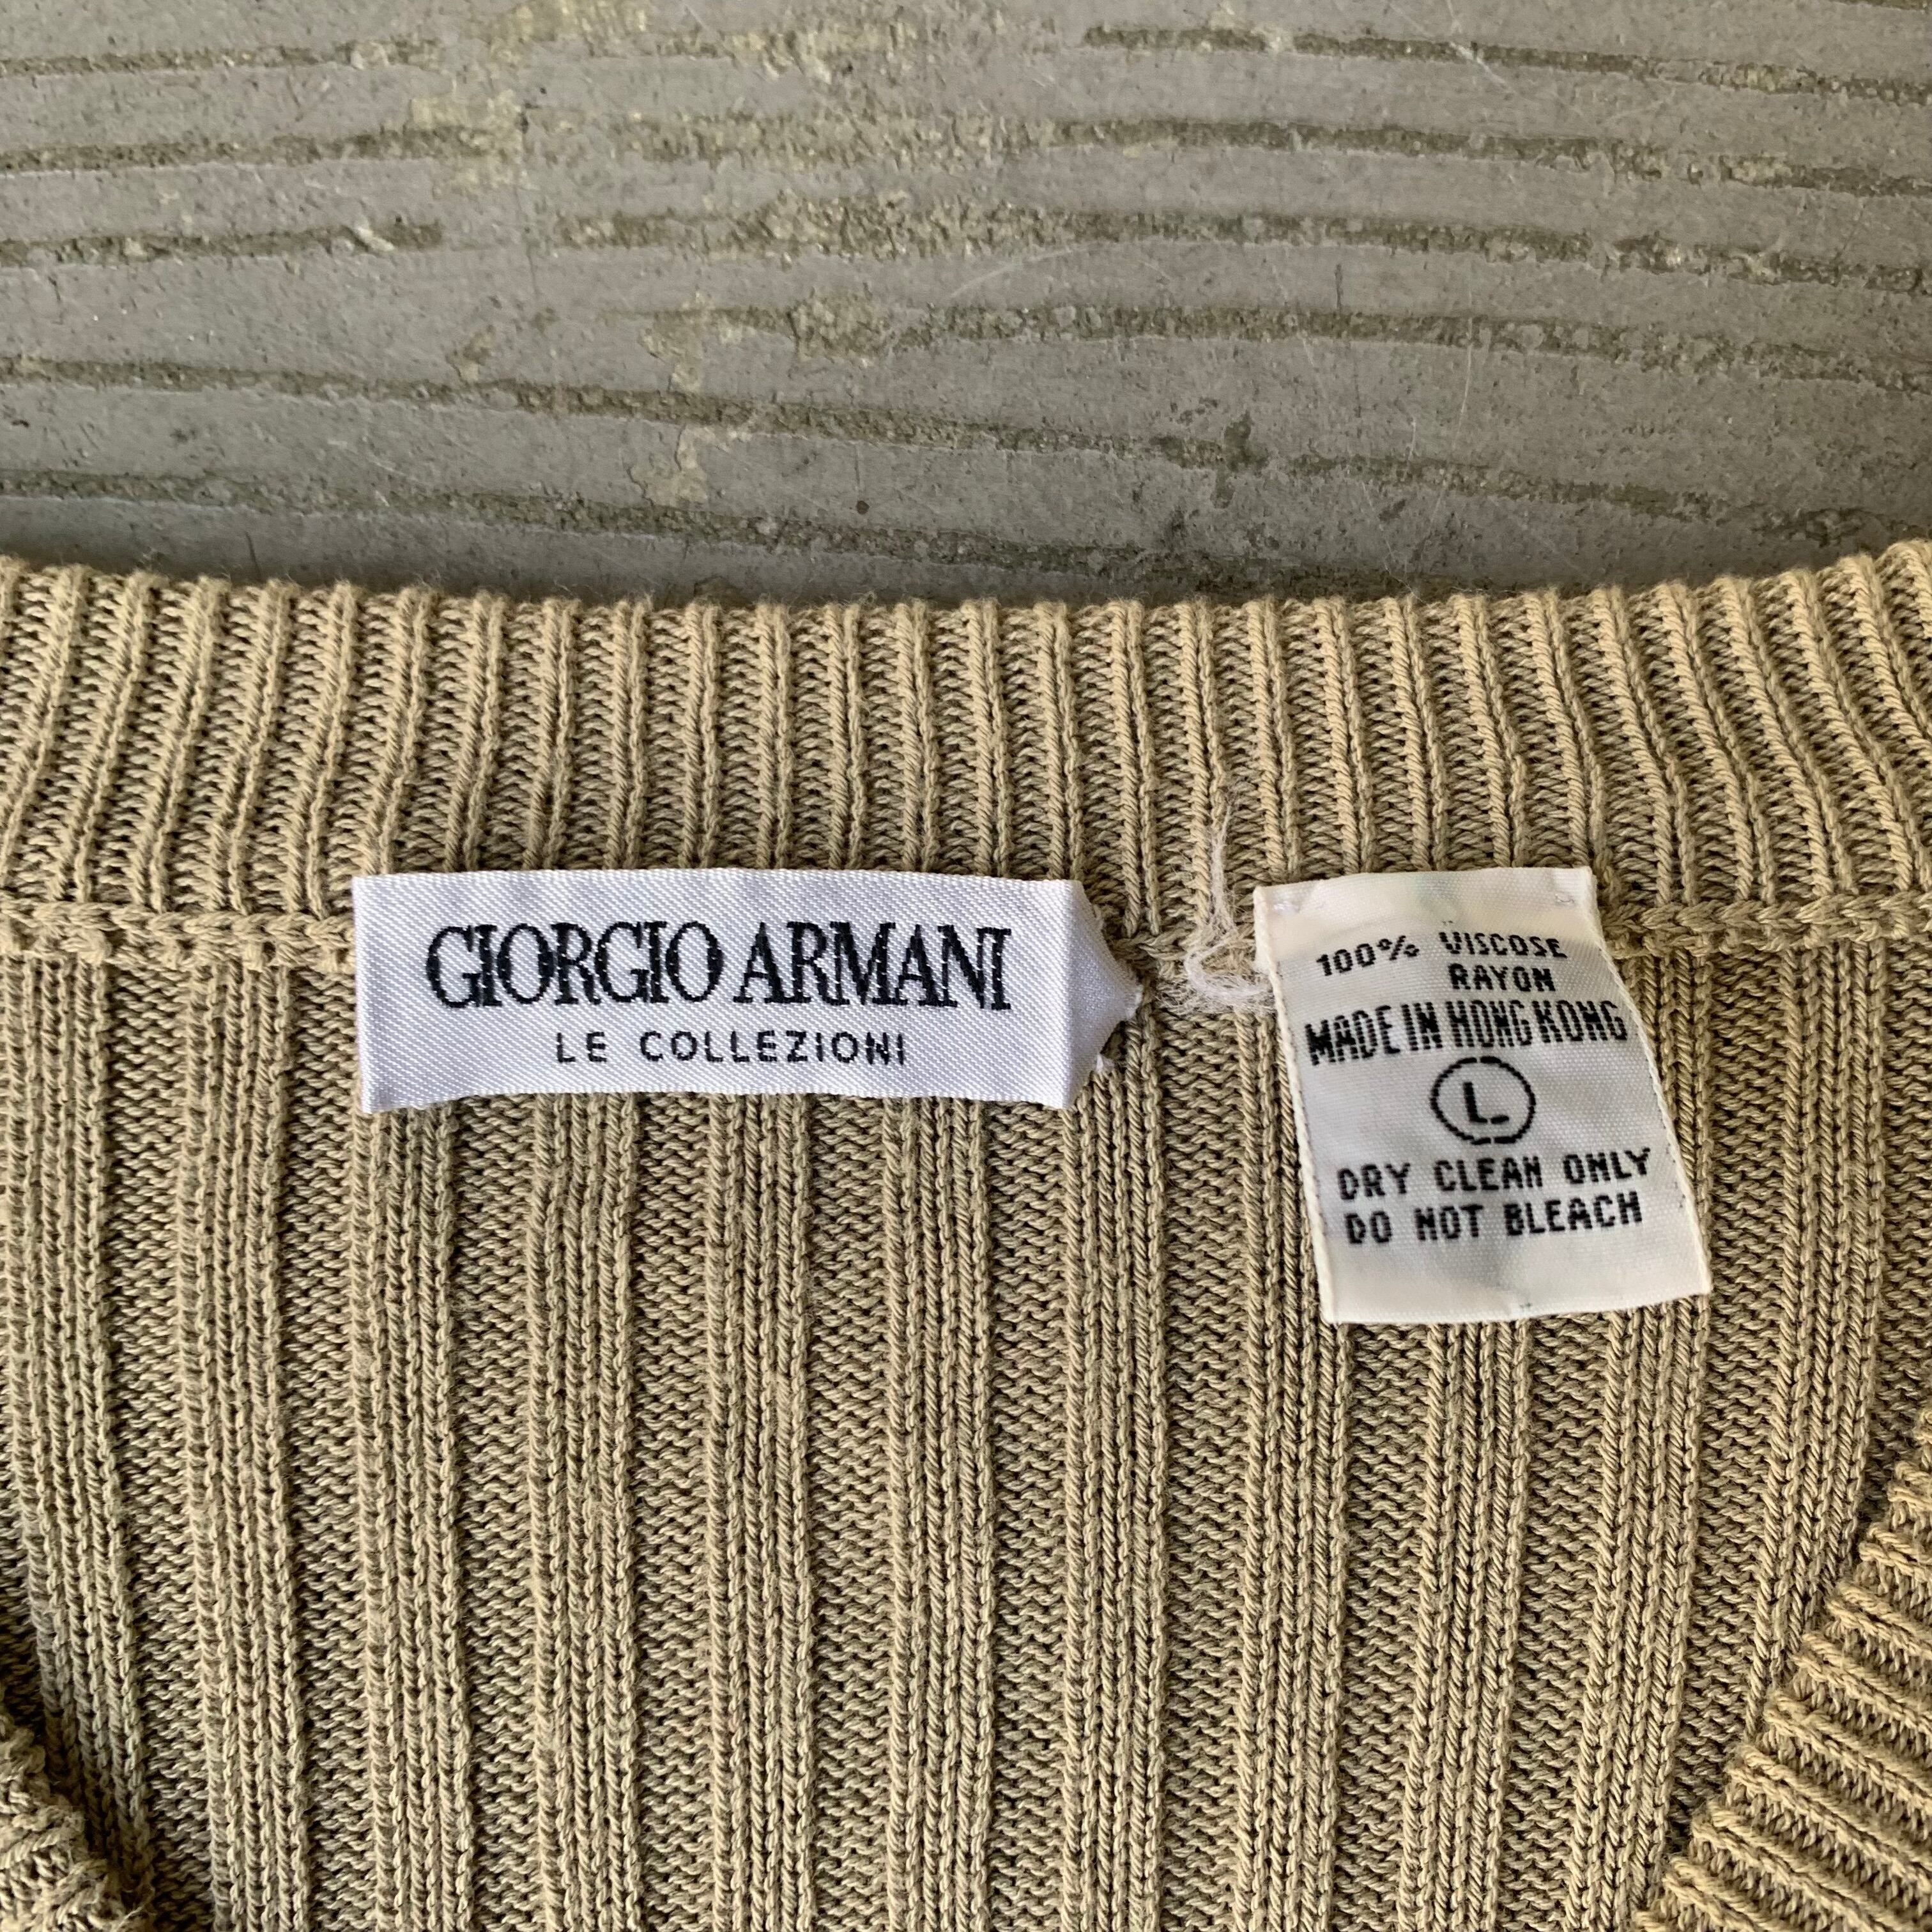 GIORGIO ARMANI
LE COLLEZIONI
100% VISCOSE
RAYON
MADE IN HONG KONG
L
DRY CLEAN ONLY
DO NOT BLEACH